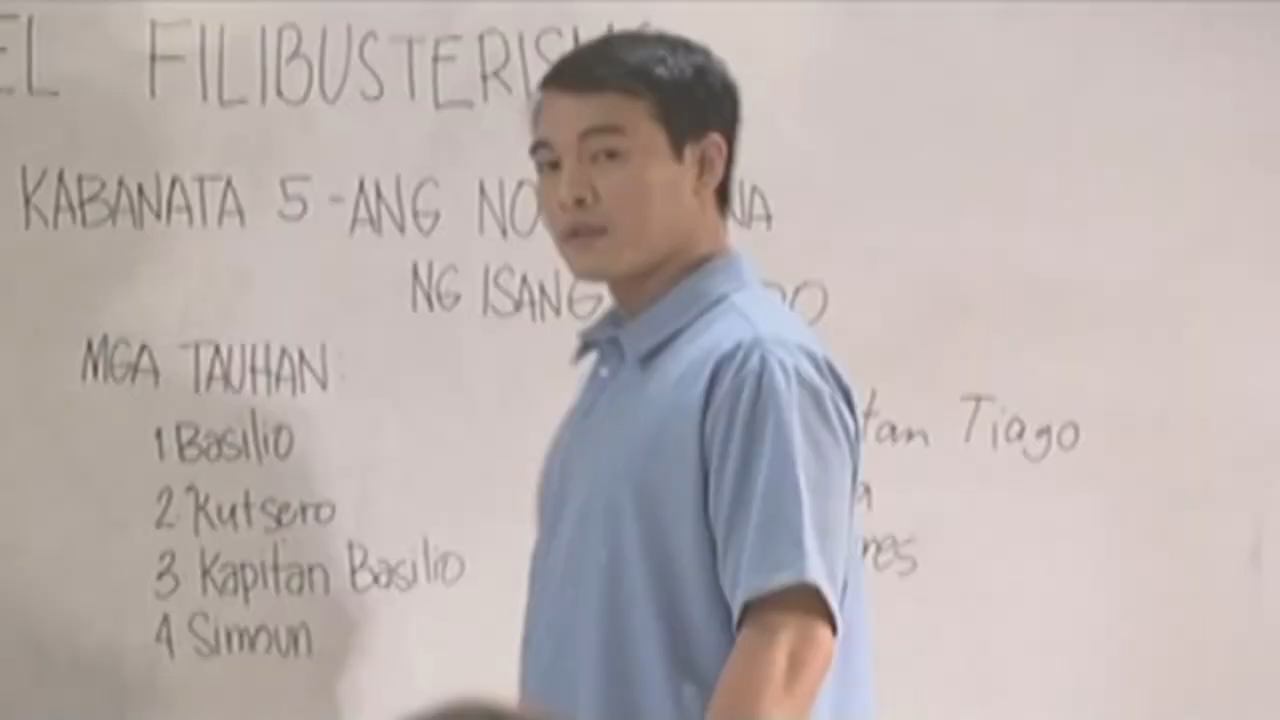 EL FILIBUSTERIS
KABANATA 5 - ANG NO NA
NG ISANG RO
MGA TAUHAN:
1 Basilio
2 Kutsero
3 Kapitan Basilio
4 Simoun
tan Tiago
a
res